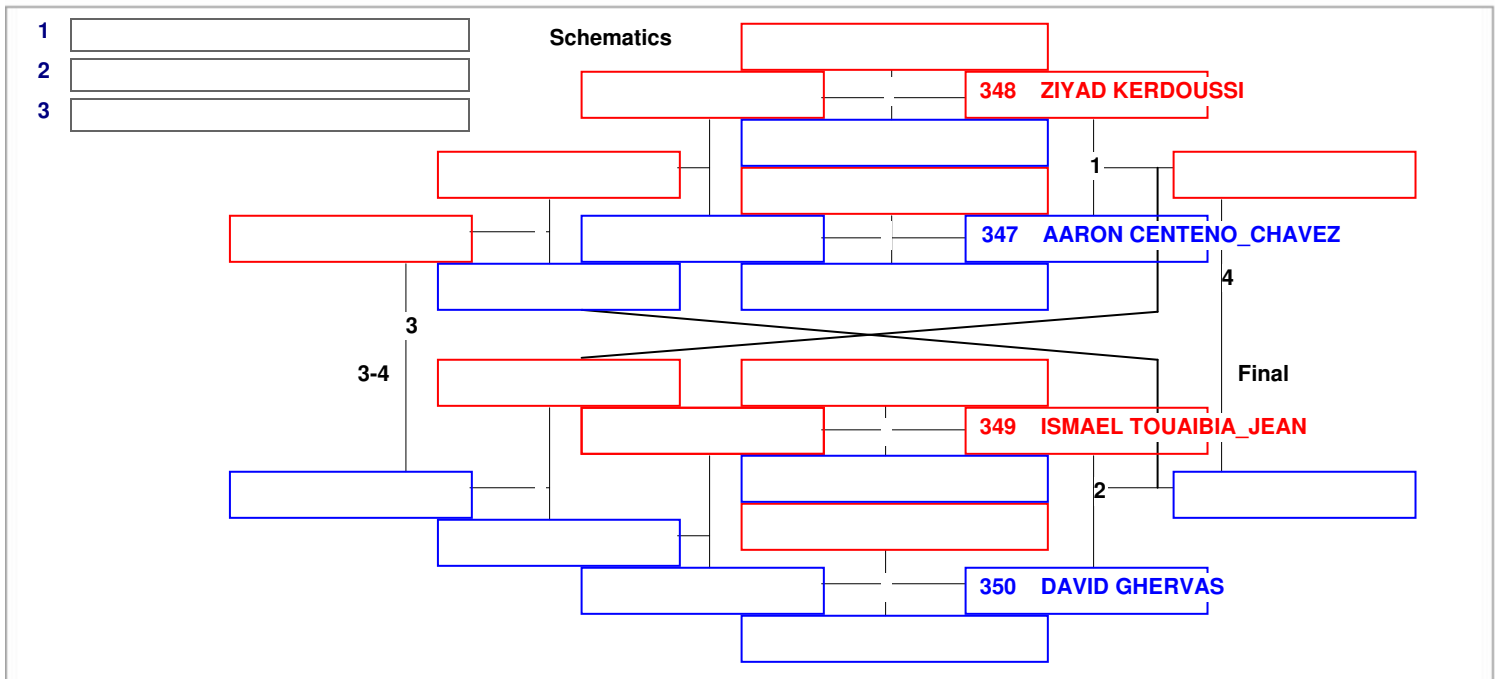 1
2
3
Schematics
348 ZIYAD KERDOUSSI
1
347 AARON CENTENO_CHAVEZ
4
3
3-4
Final
349 ISMAEL TOUAIBIA_JEAN
2
350 DAVID GHERVAS